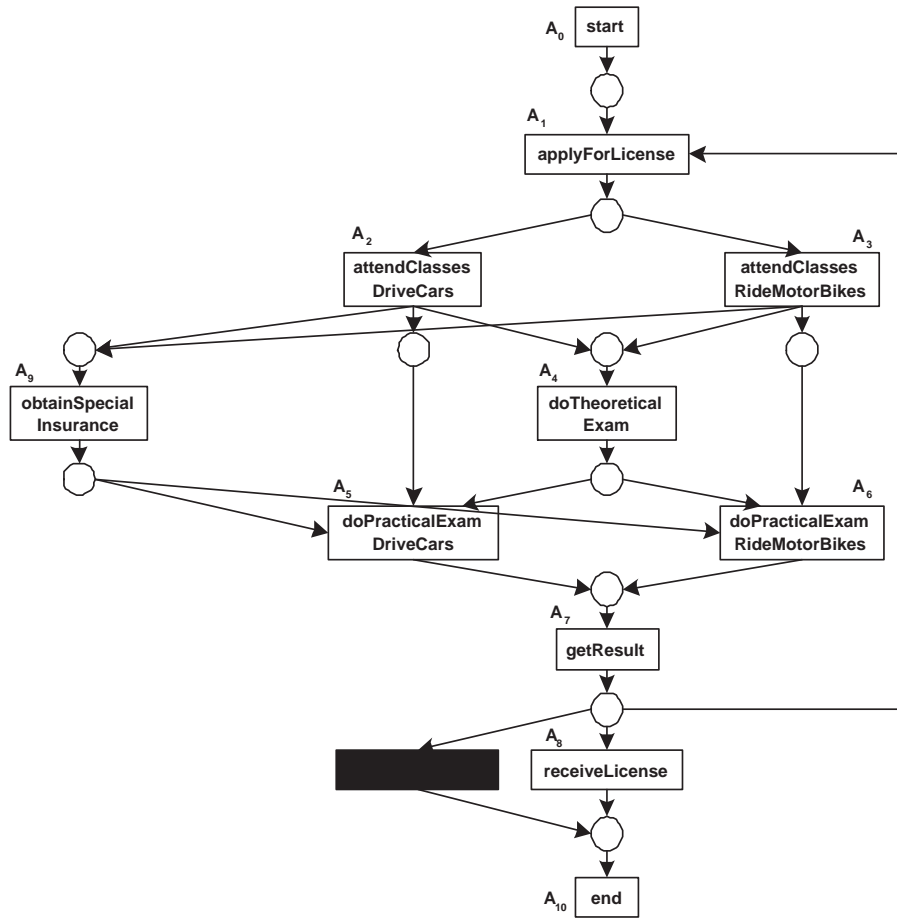 A0 start
A1
applyForLicense
A2
attendClasses
DriveCars
A3
attendClasses
RideMotorBikes
A9
obtainSpecial
Insurance
A4
doTheoretical
Exam
A5
doPracticalExam
DriveCars
A6
doPracticalExam
RideMotorBikes
A7
getResult
A8
receiveLicense
A10 end